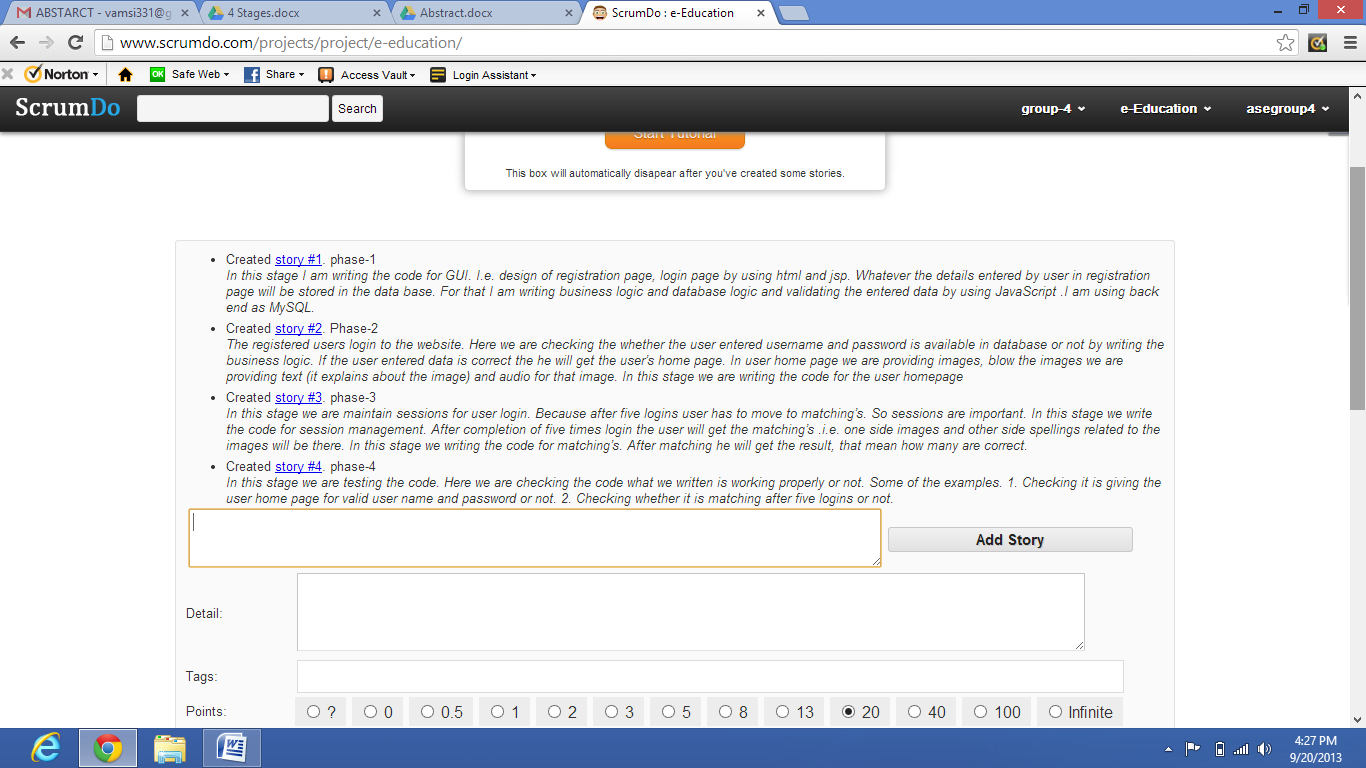 ABSTARCT - vamsi331@g 4 Stages.docx Abstract.docx ScrumDo : e-Education
www.scrumdo.com/projects/project/e-education/
Norton OK Safe Web Share Access Vault Login Assistant
ScrumDo Search group-4 e-Education asegroup4
Start Tutorial
This box will automatically disapear after you've created some stories.
Created story #1. phase-1
In this stage I am writing the code for GUI. I.e. design of registration page, login page by using html and jsp. Whatever the details entered by user in registration
page will be stored in the data base. For that I am writing business logic and database logic and validating the entered data by using JavaScript .I am using back
end as MySQL.
Created story #2. Phase-2
The registered users login to the website. Here we are checking the whether the user entered username and password is available in database or not by writing the
business logic. If the user entered data is correct the he will get the user's home page. In user home page we are providing images, blow the images we are
providing text (it explains about the image) and audio for that image. In this stage we are writing the code for the user homepage
Created story #3. phase-3
In this stage we are maintain sessions for user login. Because after five logins user has to move to matching's. So sessions are important. In this stage we write
the code for session management. After completion of five times login the user will get the matching's .i.e. one side images and other side spellings related to the
images will be there. In this stage we writing the code for matching's. After matching he will get the result, that mean how many are correct.
Created story #4. phase-4
In this stage we are testing the code. Here we are checking the code what we written is working properly or not. Some of the examples. 1. Checking it is giving the
user home page for valid user name and password or not. 2. Checking whether it is matching after five logins or not.
Add Story
Detail:
Tags:
Points: ? 0 0.5 1 2 3 5 8 13 20 40 100 Infinite
4:27 PM
9/20/2013